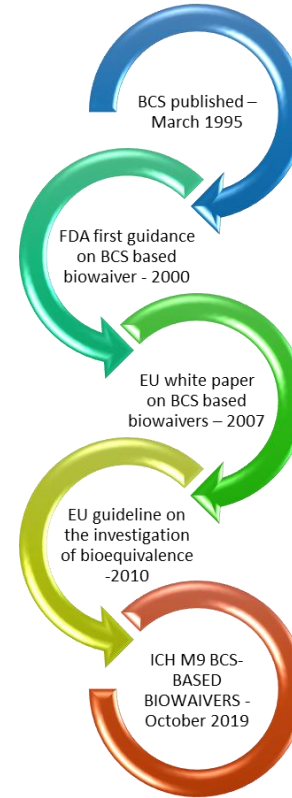 BCS published –
March 1995
FDA first guidance
on BCS based
biowaiver - 2000
EU white paper
on BCS based
biowaivers – 2007
EU guideline on
the investigation
of bioequivalence
-2010
ICH M9 BCS-
BASED
BIOWAIVERS -
October 2019